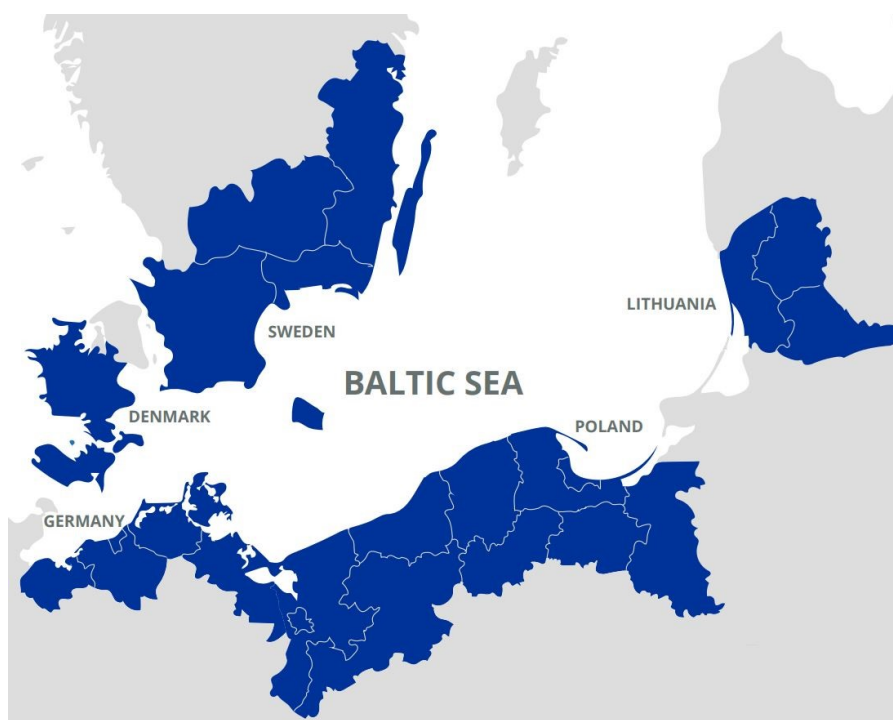 LITHUANIA
SWEDEN
BALTIC SEA
DENMARK
POLAND
GERMANY